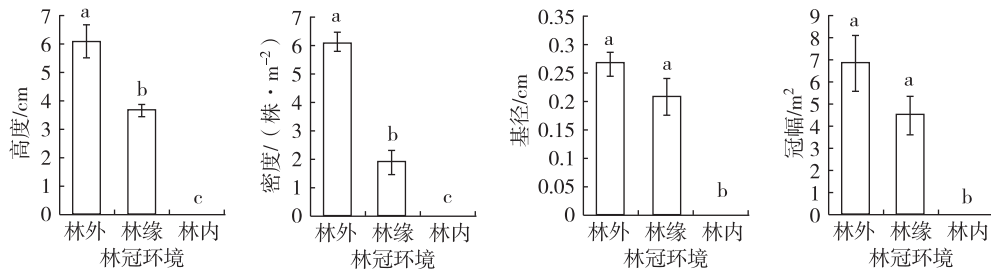 高度/cm
7
6
5
4
3
2
1
0
a
b
c
林外 林缘 林内
林冠环境
密度/(株·m⁻²)
7
6
5
4
3
2
1
0
a
b
c
林外 林缘 林内
林冠环境
基径/cm
0.35
0.3
0.25
0.2
0.15
0.1
0.05
0
a
a
b
林外 林缘 林内
林冠环境
冠幅/m²
9
8
7
6
5
4
3
2
1
0
a
a
b
林外 林缘 林内
林冠环境